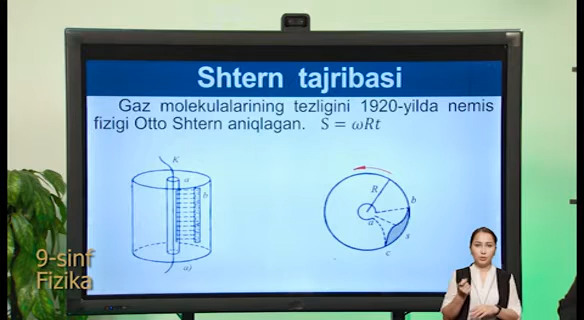 Shtern tajribasi
Gaz molekulalarining tezligini 1920-yilda nemis
fizigi Otto Shtern aniqlagan. S = ωRt
K
a
b
a)
R
b
a
s
c
9-sinf
Fizika